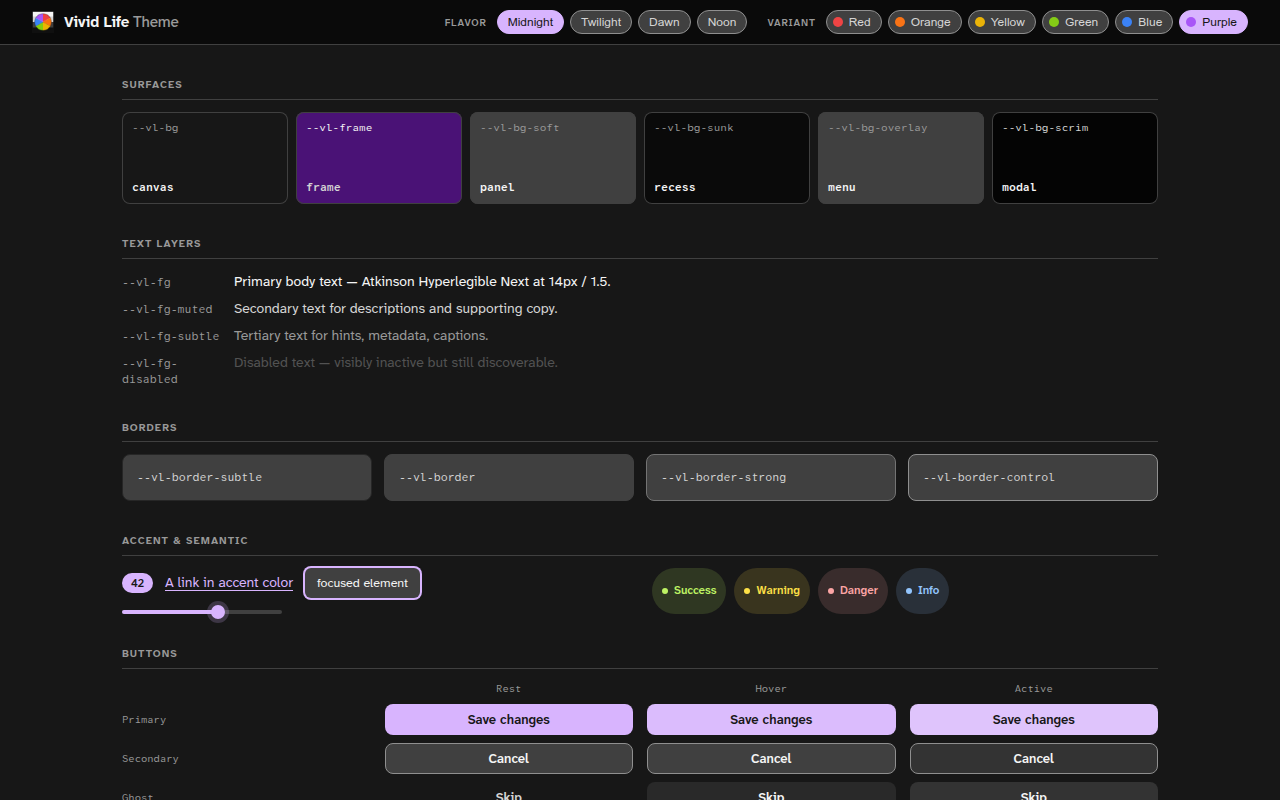 Vivid Life Theme
FLAVOR Midnight Twilight Dawn Noon VARIANT Red Orange Yellow Green Blue Purple
SURFACES
--vl-bg --vl-frame --vl-bg-soft --vl-bg-sunk --vl-bg-overlay --vl-bg-scrim
canvas frame panel recess menu modal
TEXT LAYERS
--vl-fg Primary body text — Atkinson Hyperlegible Next at 14px / 1.5.
--vl-fg-muted Secondary text for descriptions and supporting copy.
--vl-fg-subtle Tertiary text for hints, metadata, captions.
--vl-fg-disabled Disabled text — visibly inactive but still discoverable.
BORDERS
--vl-border-subtle --vl-border --vl-border-strong --vl-border-control
ACCENT & SEMANTIC
42 A link in accent color focused element Success Warning Danger Info
BUTTONS
Rest Hover Active
Primary Save changes Save changes Save changes
Secondary Cancel Cancel Cancel
Ghost Skip Skip Skip